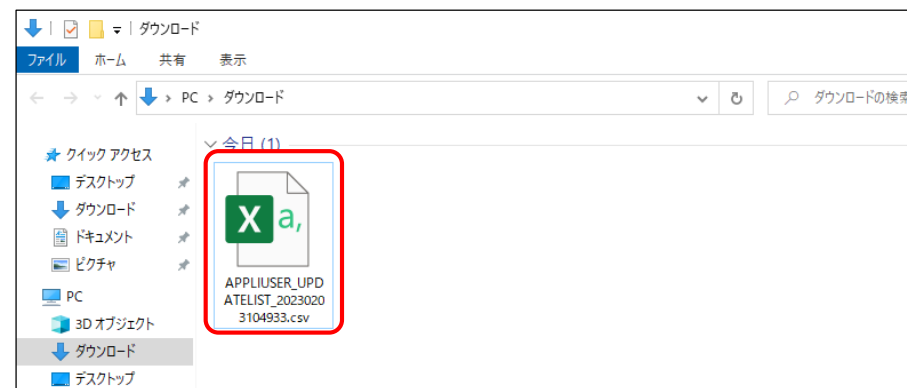 ダウンロード
ファイル ホーム 共有 表示
PC › ダウンロード
ダウンロードの検索
今日 (1)
クイック アクセス
デスクトップ
ダウンロード
ドキュメント
ピクチャ
PC
3D オブジェクト
ダウンロード
デスクトップ
X a,
APPLIUSER_UPD
ATELIST_2023020
3104933.csv